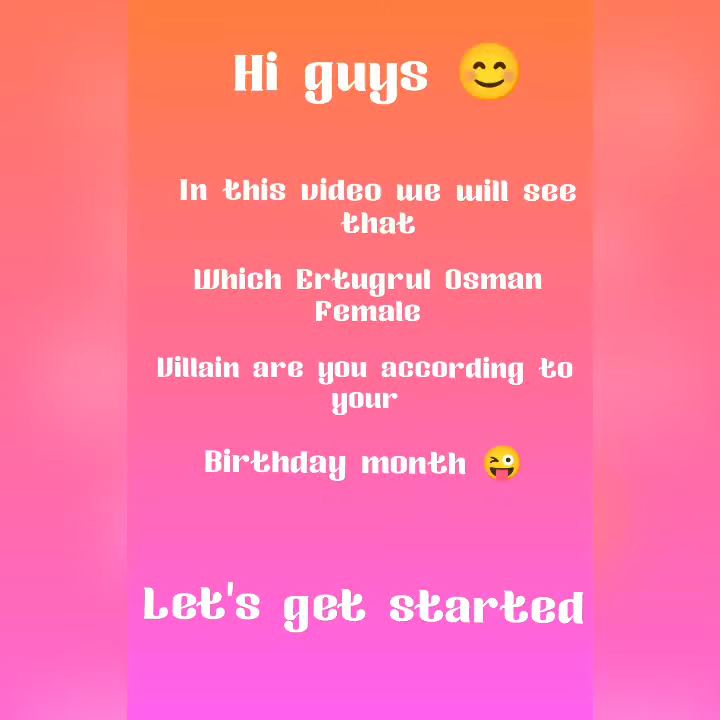 Hi guys 😊
In this video we will see
that
Which Ertugrul Osman
Female
Villain are you according to
your
Birthday month 😜
Let's get started